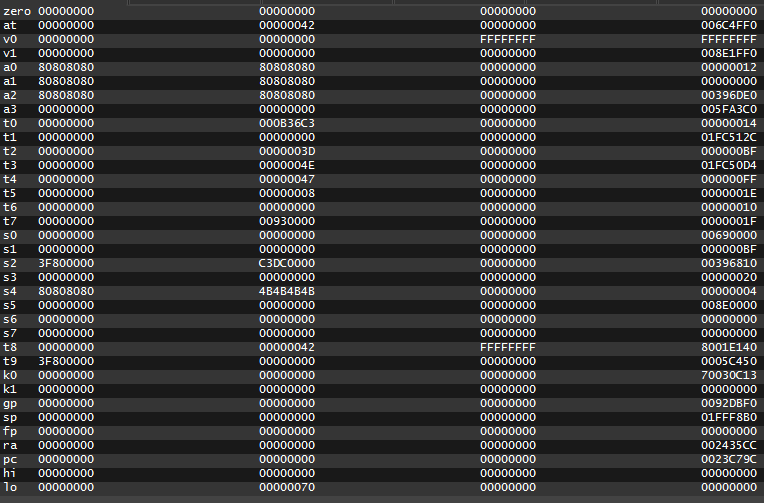 zero 00000000 00000000 00000000 00000000
at 00000000 00000042 00000000 006C4FF0
v0 00000000 00000000 FFFFFFFF FFFFFFFF
v1 00000000 00000000 00000000 008E1FF0
a0 80808080 80808080 00000000 00000012
a1 80808080 80808080 00000000 00000000
a2 80808080 80808080 00000000 00396DE0
a3 00000000 00000000 00000000 005FA3C0
t0 00000000 000B36C3 00000000 00000014
t1 00000000 00000000 00000000 01FC512C
t2 00000000 0000003D 00000000 000000BF
t3 00000000 0000004E 00000000 01FC50D4
t4 00000000 00000047 00000000 000000FF
t5 00000000 00000008 00000000 0000001E
t6 00000000 00000000 00000000 00000010
t7 00000000 00930000 00000000 0000001F
s0 00000000 00000000 00000000 00690000
s1 00000000 00000000 00000000 000000BF
s2 3F800000 C3DC0000 00000000 00396810
s3 00000000 00000000 00000000 00000020
s4 80808080 4B4B4B4B 00000000 00000004
s5 00000000 00000000 00000000 008E0000
s6 00000000 00000000 00000000 00000000
s7 00000000 00000000 00000000 00000000
t8 00000000 00000042 FFFFFFFF 8001E140
t9 3F800000 00000000 00000000 0005C450
k0 00000000 00000000 00000000 70030C13
k1 00000000 00000000 00000000 00000000
gp 00000000 00000000 00000000 0092DBF0
sp 00000000 00000000 00000000 01FFF8B0
fp 00000000 00000000 00000000 00000000
ra 00000000 00000000 00000000 002435CC
pc 00000000 00000000 00000000 0023C79C
hi 00000000 00000000 00000000 00000000
lo 00000000 00000070 00000000 00000000